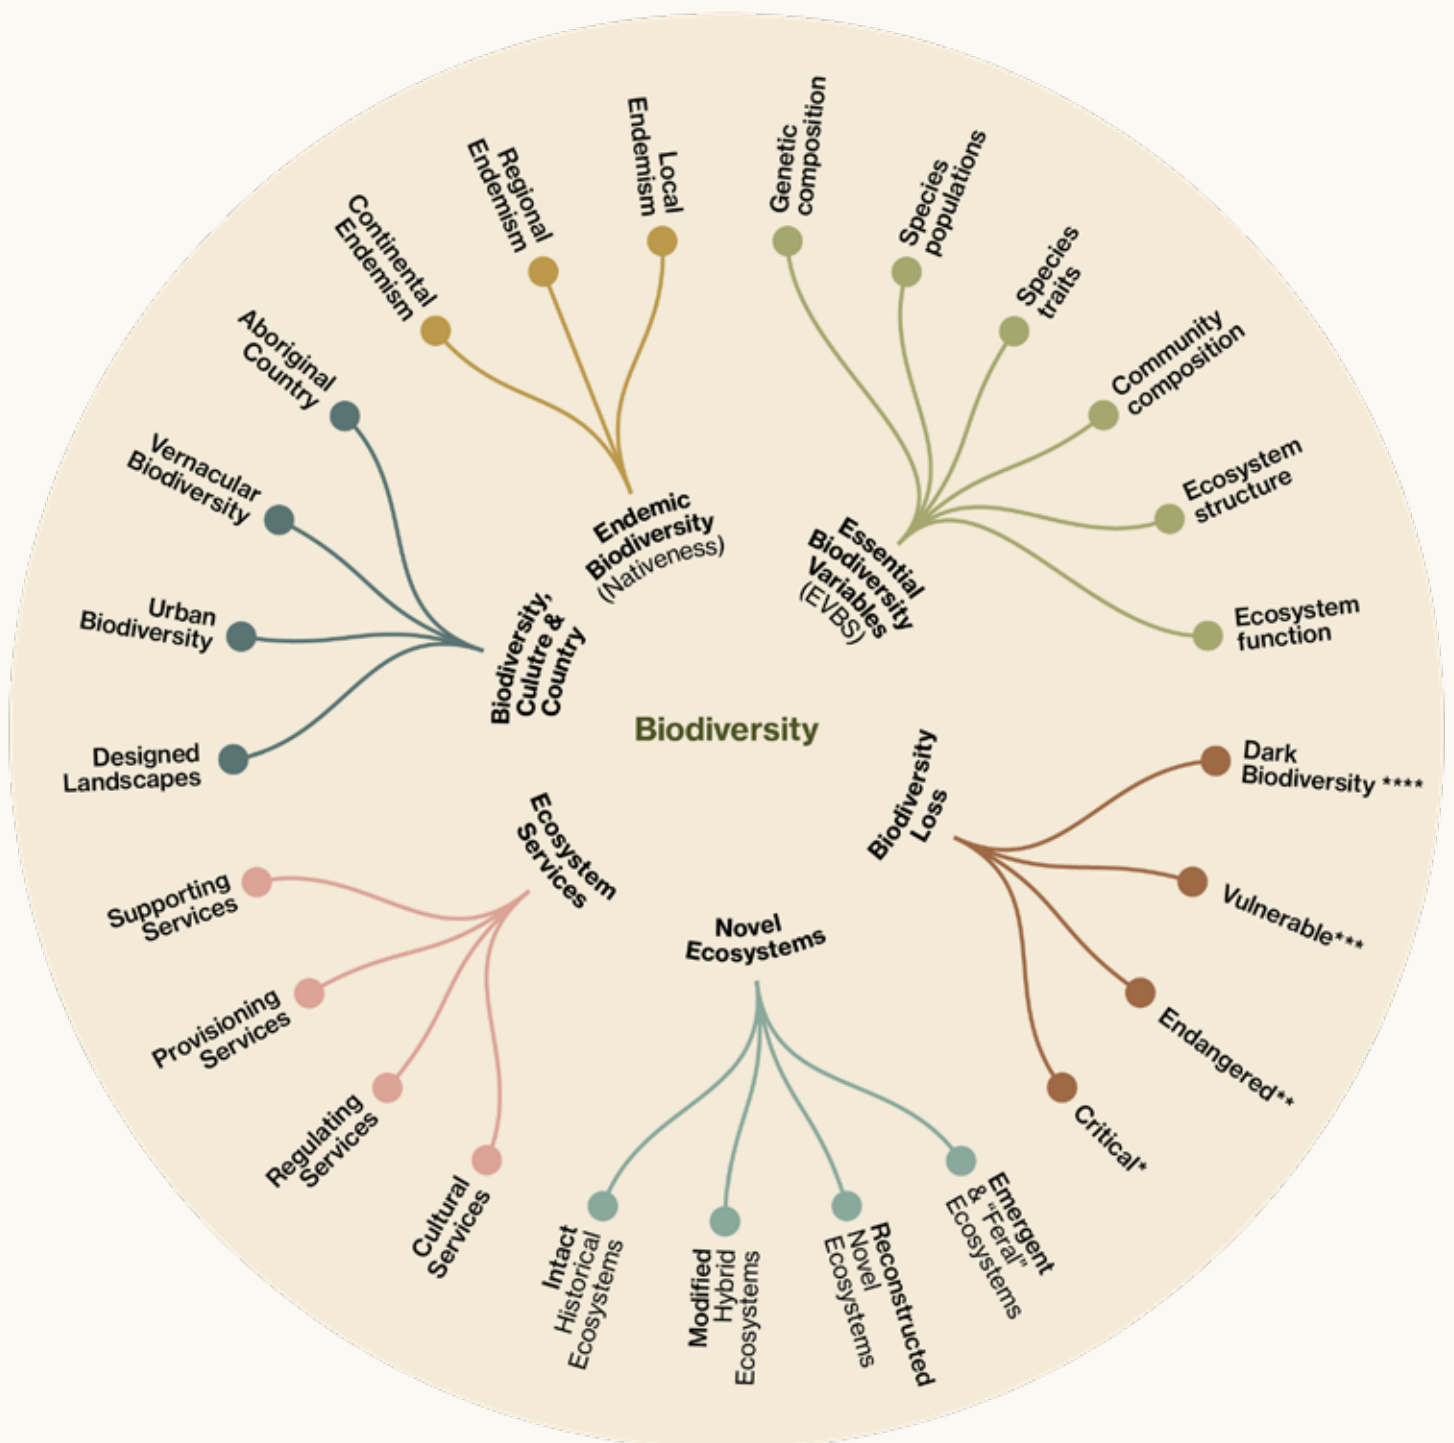 Biodiversity
Endemic
Biodiversity
(Nativeness)
Continental
Endemism
Regional
Endemism
Local
Endemism
Essential
Biodiversity
Variables
(EVBS)
Genetic
composition
Species
populations
Species
traits
Community
composition
Ecosystem
structure
Ecosystem
function
Biodiversity
Loss
Dark
Biodiversity ****
Vulnerable***
Endangered**
Critical*
Novel
Ecosystems
Emergent
& “Feral”
Ecosystems
Reconstructed
Novel
Ecosystems
Modified
Hybrid
Ecosystems
Intact
Historical
Ecosystems
Ecosystem
Services
Cultural
Services
Regulating
Services
Provisioning
Services
Supporting
Services
Biodiversity,
Culutre &
Country
Designed
Landscapes
Urban
Biodiversity
Vernacular
Biodiversity
Aboriginal
Country